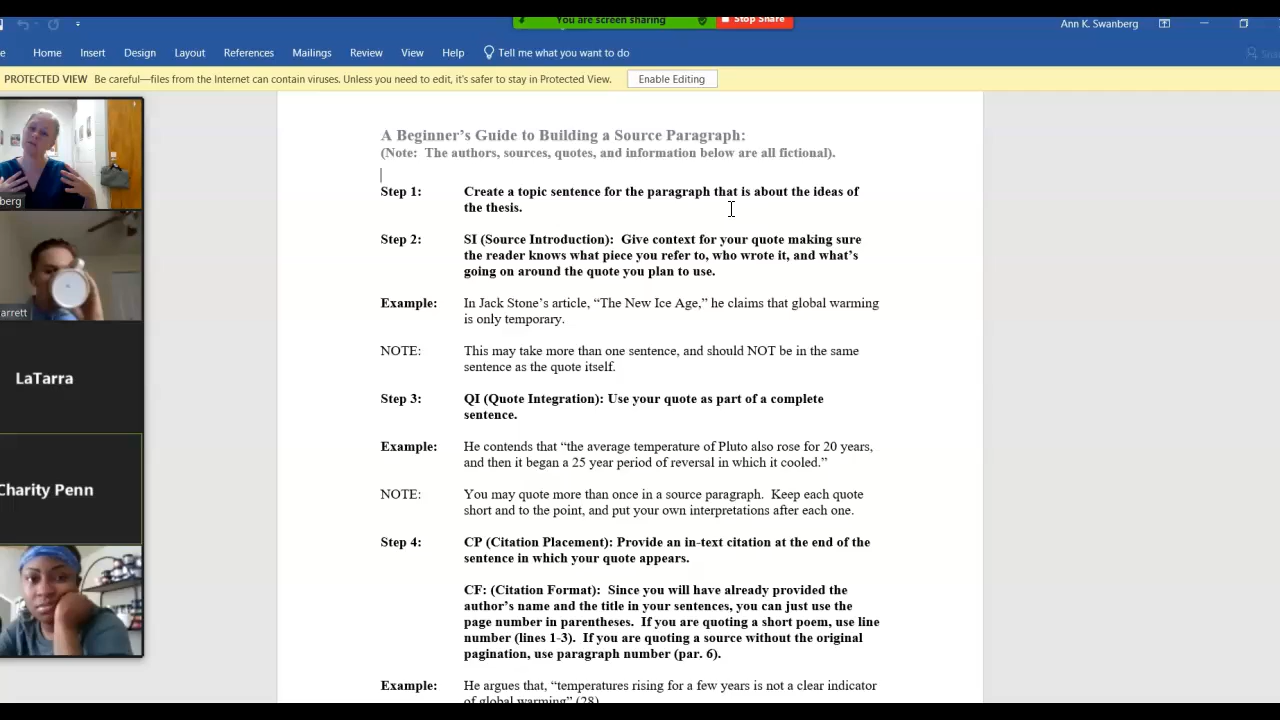 You are screen sharing
Stop Share
Ann K. Swanberg
Home Insert Design Layout References Mailings Review View Help Tell me what you want to do
PROTECTED VIEW Be careful—files from the Internet can contain viruses. Unless you need to edit, it's safer to stay in Protected View. Enable Editing
A Beginner's Guide to Building a Source Paragraph:
(Note: The authors, sources, quotes, and information below are all fictional).
Step 1: Create a topic sentence for the paragraph that is about the ideas of
the thesis.
Step 2: SI (Source Introduction): Give context for your quote making sure
the reader knows what piece you refer to, who wrote it, and what's
going on around the quote you plan to use.
Example: In Jack Stone's article, “The New Ice Age,” he claims that global warming
is only temporary.
NOTE: This may take more than one sentence, and should NOT be in the same
sentence as the quote itself.
Step 3: QI (Quote Integration): Use your quote as part of a complete
sentence.
Example: He contends that “the average temperature of Pluto also rose for 20 years,
and then it began a 25 year period of reversal in which it cooled.”
NOTE: You may quote more than once in a source paragraph. Keep each quote
short and to the point, and put your own interpretations after each one.
Step 4: CP (Citation Placement): Provide an in-text citation at the end of the
sentence in which your quote appears.
CF: (Citation Format): Since you will have already provided the
author's name and the title in your sentences, you can just use the
page number in parentheses. If you are quoting a short poem, use line
number (lines 1-3). If you are quoting a source without the original
pagination, use paragraph number (par. 6).
Example: He argues that, “temperatures rising for a few years is not a clear indicator
of global warming” (28).
berg
arrett
LaTarra
Charity Penn